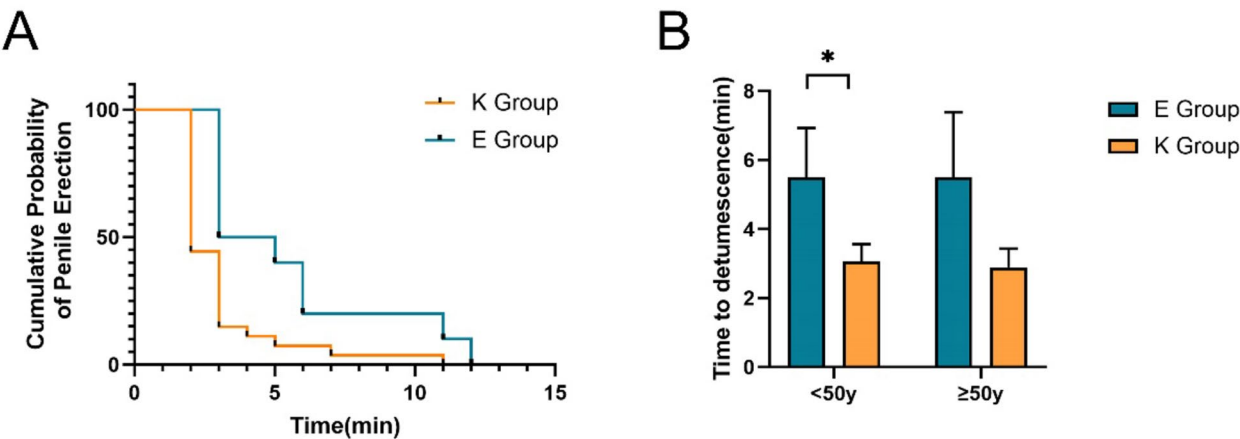 A
Cumulative Probability
of Penile Erection
100
50
0
0 5 10 15
Time(min)
K Group
E Group
B
*
Time to detumescence(min)
8
6
4
2
0
<50y ≥50y
E Group
K Group